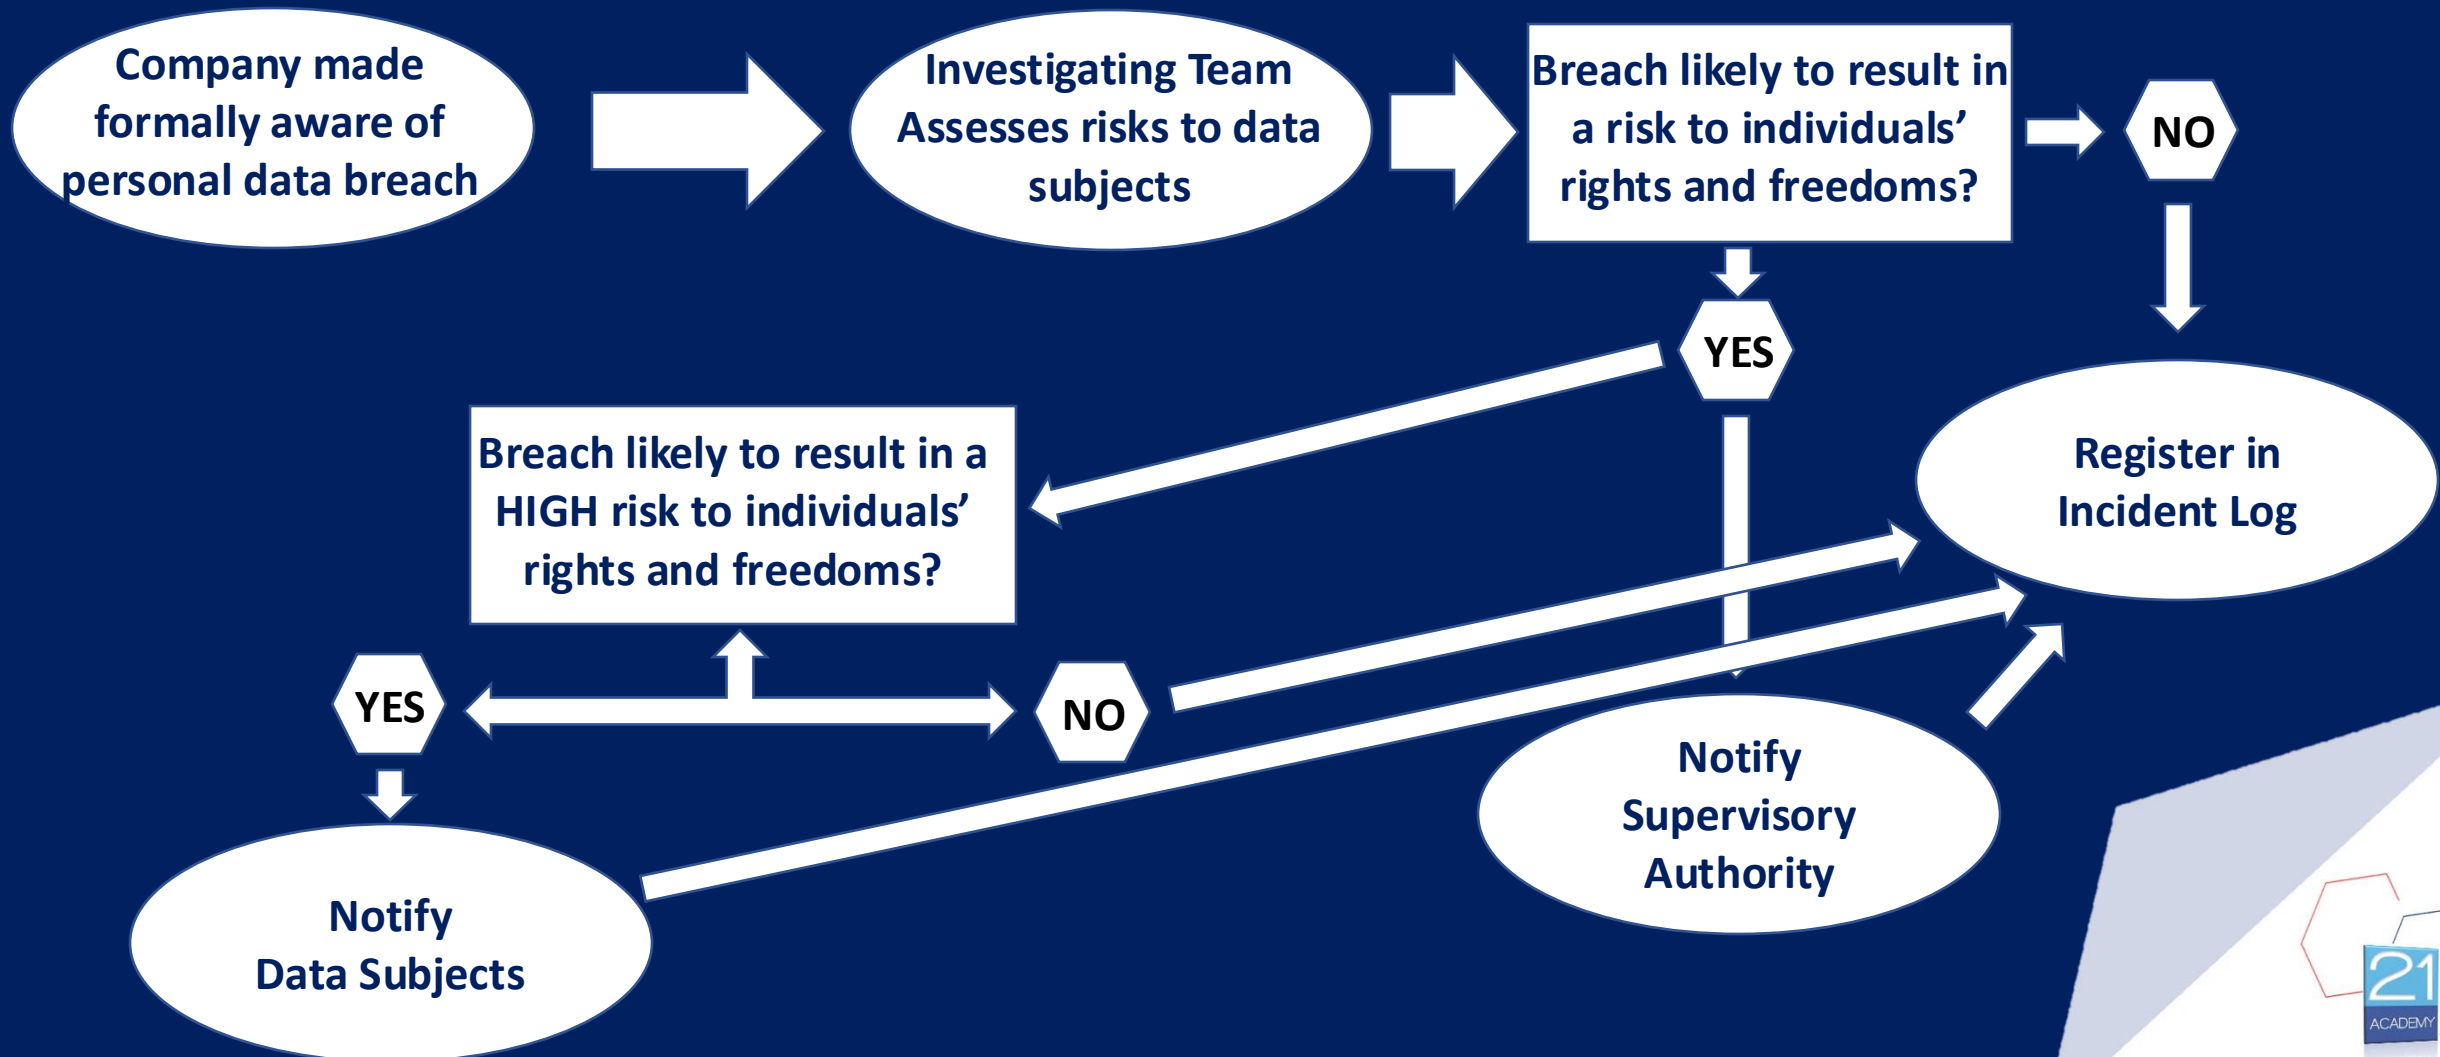 Company made
formally aware of
personal data breach
Investigating Team
Assesses risks to data
subjects
Breach likely to result in
a risk to individuals’
rights and freedoms?
NO
YES
Breach likely to result in a
HIGH risk to individuals’
rights and freedoms?
Register in
Incident Log
YES
NO
Notify
Supervisory
Authority
Notify
Data Subjects
21
ACADEMY